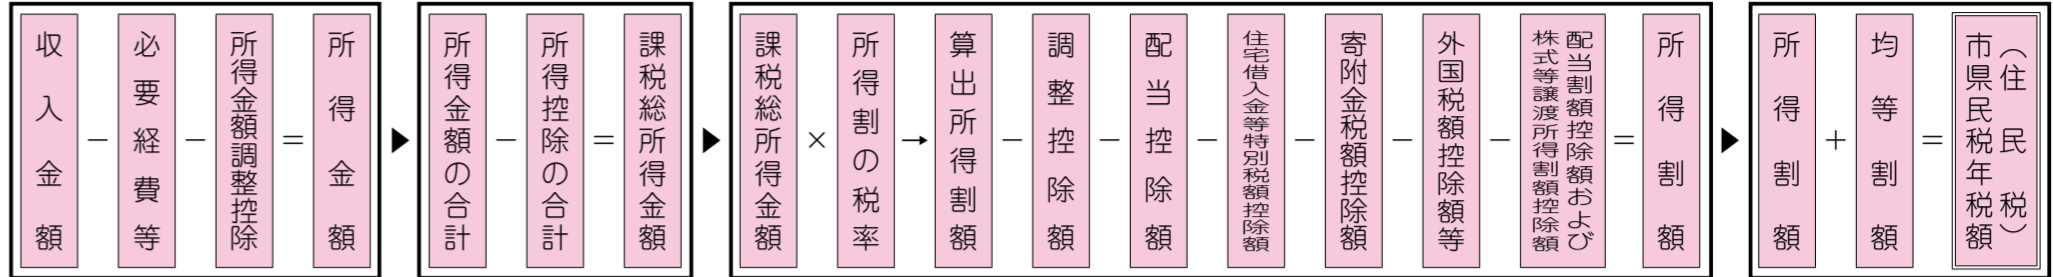 収入金額
−
必要経費等
−
所得金額調整控除
=
所得金額
▶
所得金額の合計
−
所得控除の合計
=
課税総所得金額
▶
課税総所得金額
×
所得割の税率
→
算出所得割額
−
調整控除額
−
配当控除額
−
住宅借入金等特別税額控除額
−
寄附金税額控除額
−
外国税額控除額等
−
配当割額控除額および
株式等譲渡所得割額控除額
=
所得割額
▶
所得割額
+
均等割額
=
（住民税）
市県民税年税額